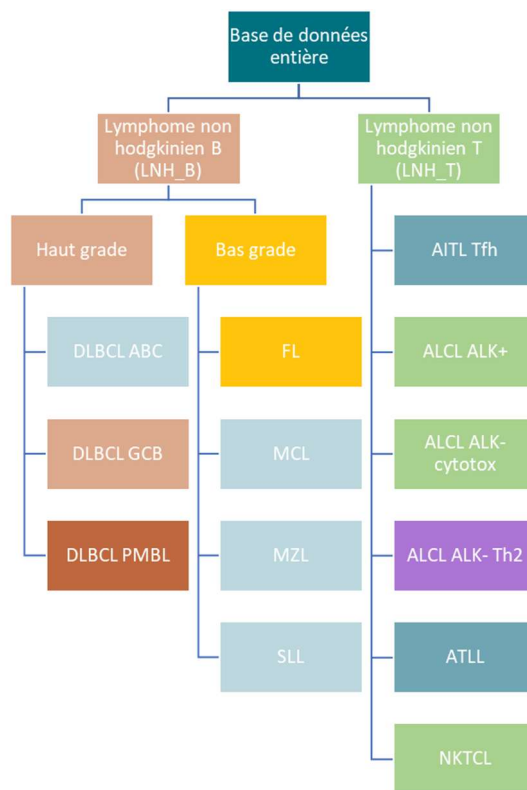 Base de données
entière
Lymphome non
hodgkinien B
(LNH_B)
Lymphome non
hodgkinien T
(LNH_T)
Haut grade
Bas grade
AITL Tfh
DLBCL ABC
FL
ALCL ALK+
DLBCL GCB
MCL
ALCL ALK-
cytotox
DLBCL PMBL
MZL
ALCL ALK- Th2
SLL
ATLL
NKTCL